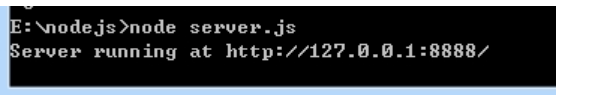 E:\nodejs>node server.js
Server running at http://127.0.0.1:8888/